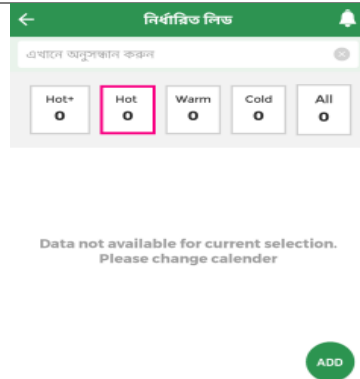 নির্ধারিত লিড
এখানে অনুসন্ধান করুন
Hot+ Hot Warm Cold All
0 0 0 0 0
Data not available for current selection.
Please change calender
ADD